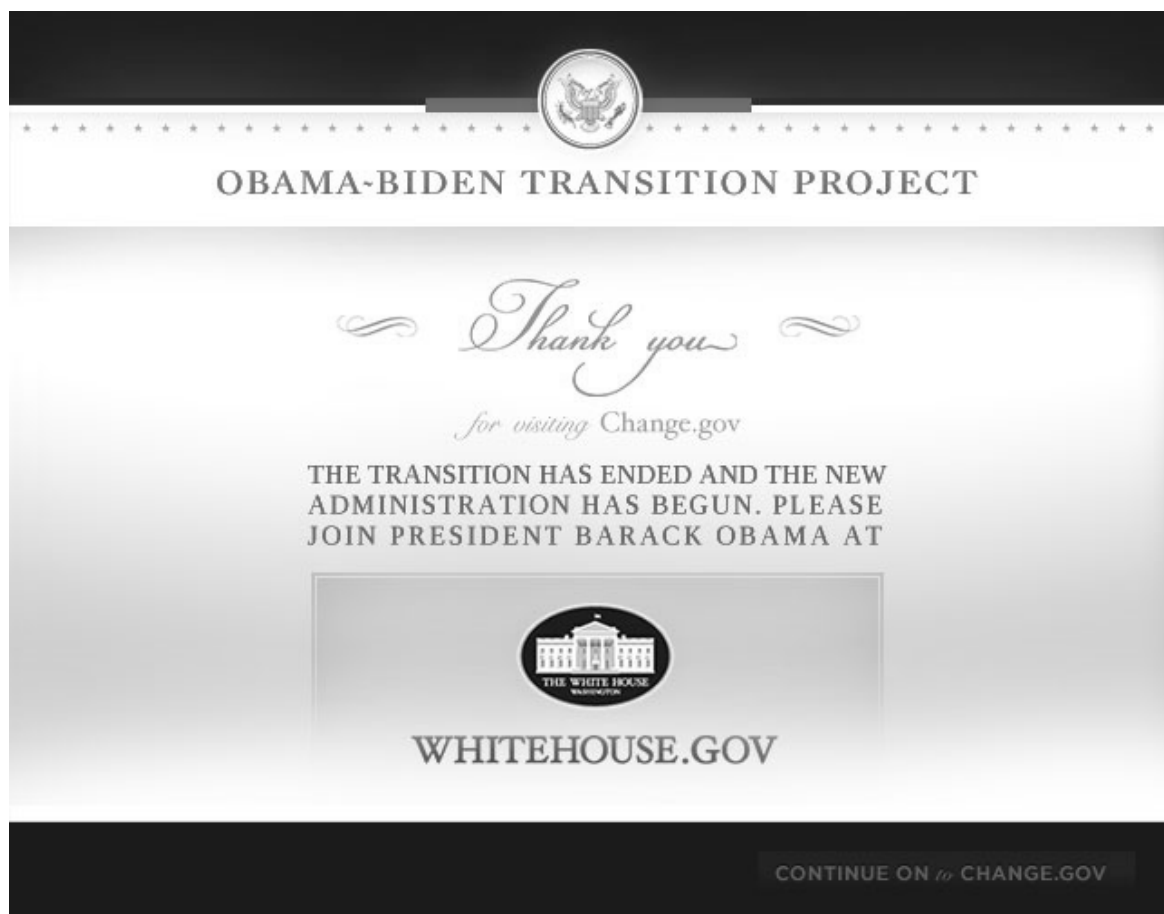 OBAMA-BIDEN TRANSITION PROJECT
Thank you
for visiting Change.gov
THE TRANSITION HAS ENDED AND THE NEW
ADMINISTRATION HAS BEGUN. PLEASE
JOIN PRESIDENT BARACK OBAMA AT
THE WHITE HOUSE
WASHINGTON
WHITEHOUSE.GOV
CONTINUE ON to CHANGE.GOV